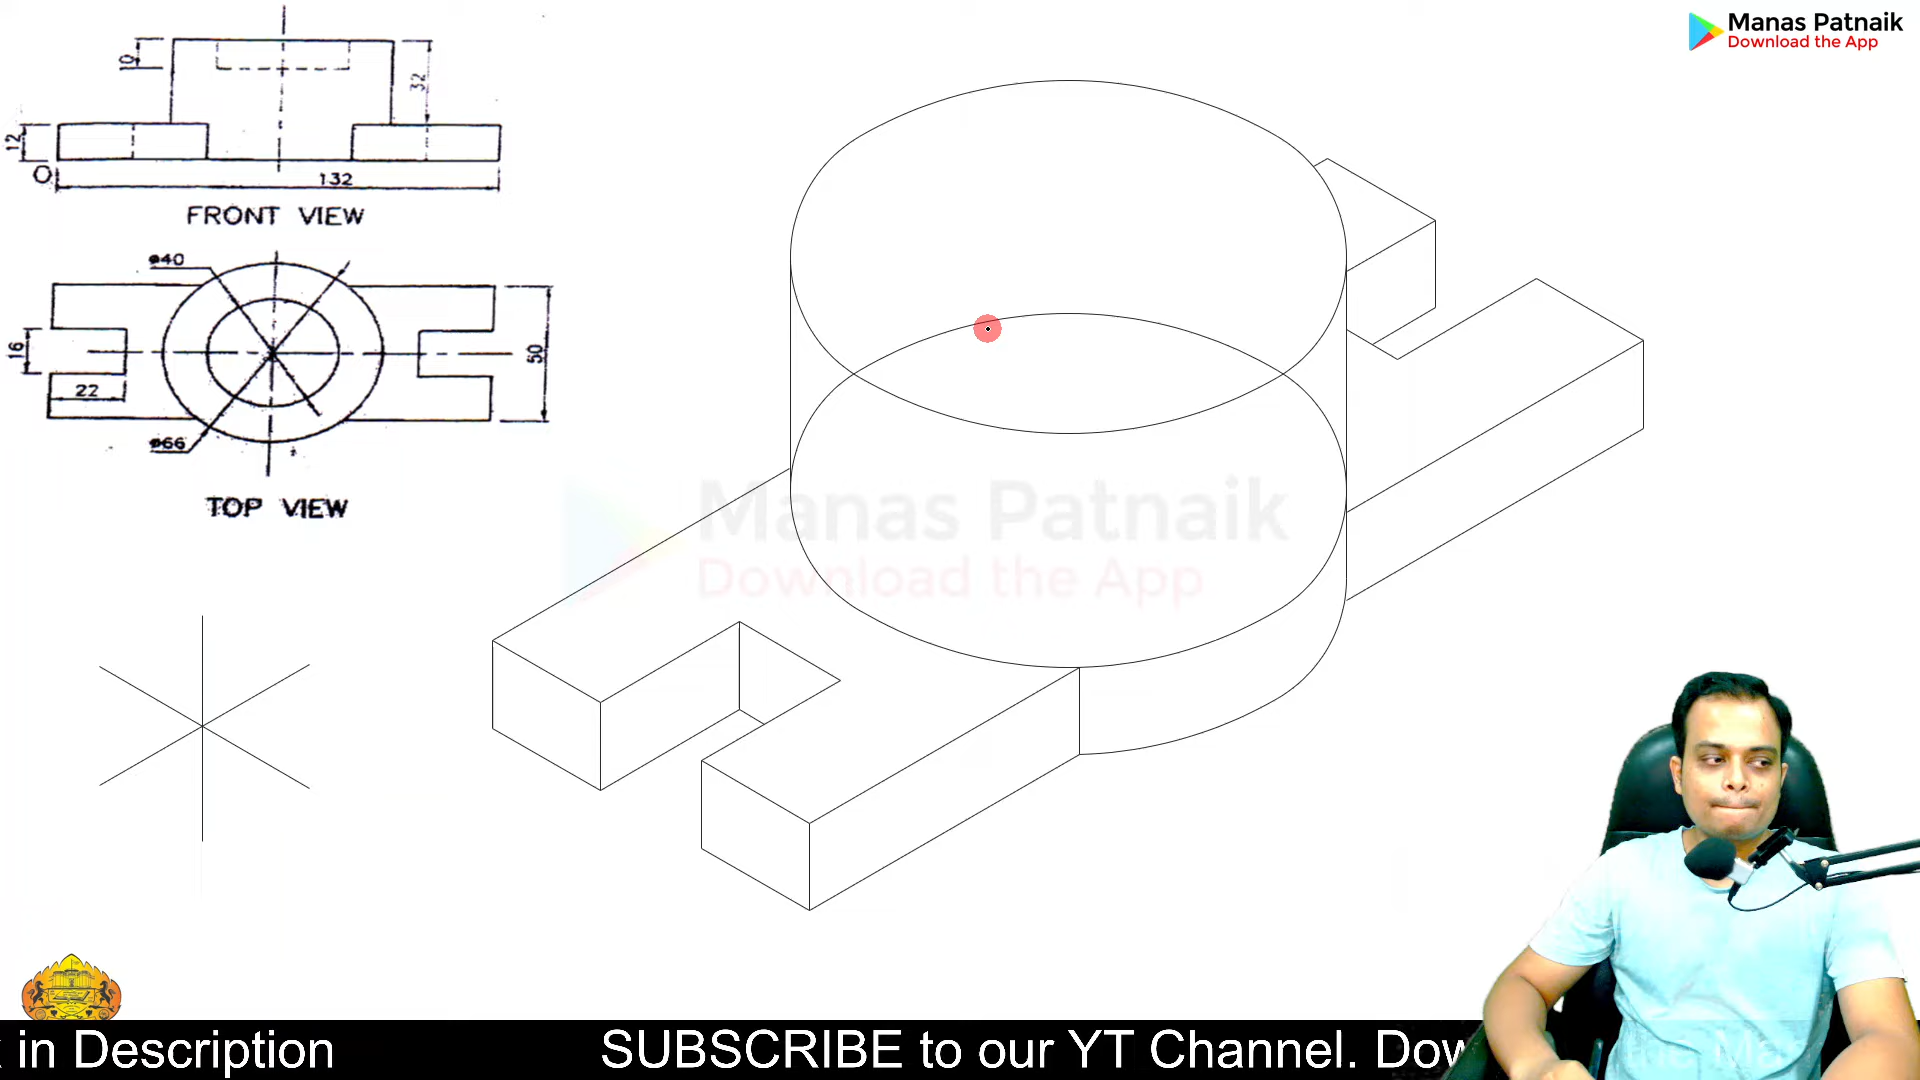 Manas Patnaik
Download the App
10
32
12
O
132
FRONT VIEW
ø40
16
50
22
ø66
TOP VIEW
Manas Patnaik
Download the App
in Description
SUBSCRIBE to our YT Channel.